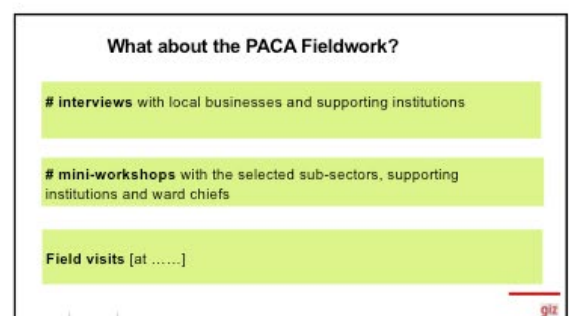 What about the PACA Fieldwork?
# interviews with local businesses and supporting institutions
# mini-workshops with the selected sub-sectors, supporting
institutions and ward chiefs
Field visits [at ......]
giz